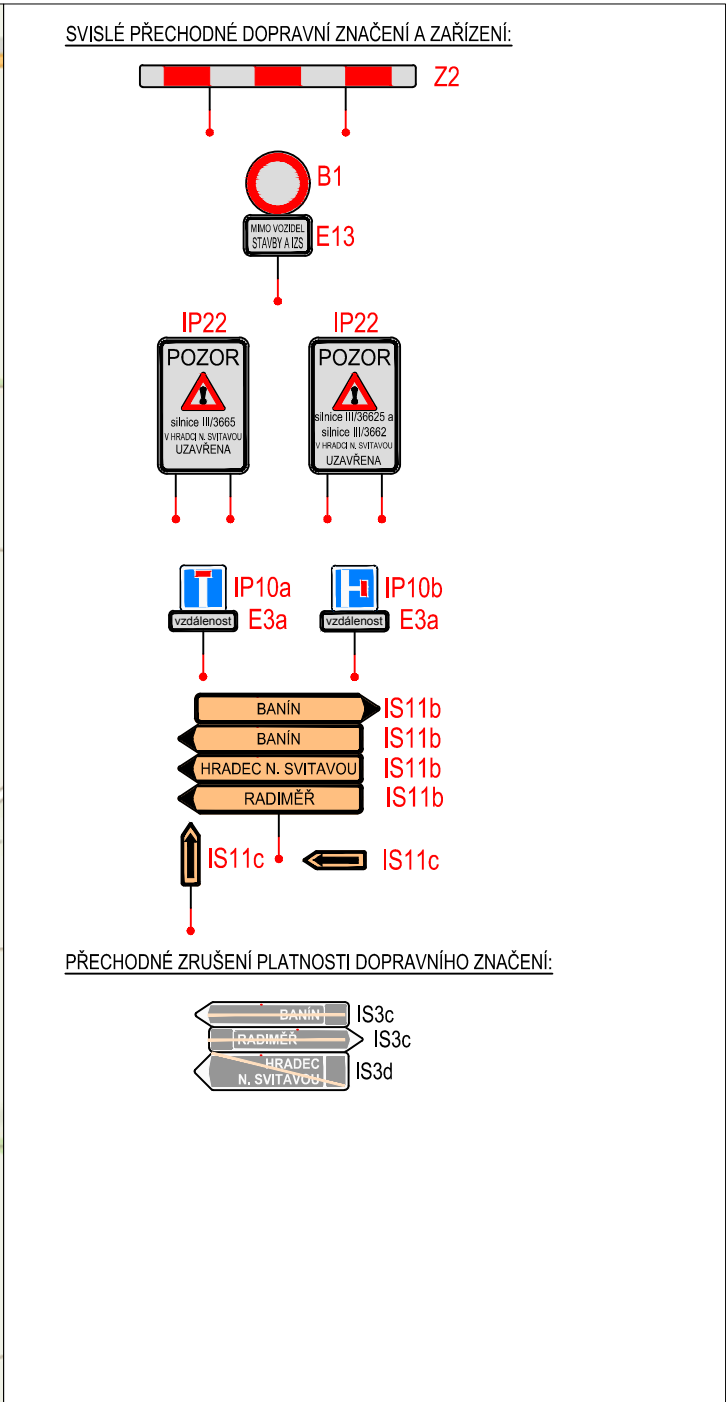 SVISLÉ PŘECHODNÉ DOPRAVNÍ ZNAČENÍ A ZAŘÍZENÍ:
Z2
B1
MIMO VOZIDEL
STAVBY A IZS
E13
IP22
POZOR
silnice III/3665
V HRADCI N. SVITAVOU
UZAVŘENA
IP22
POZOR
silnice III/36625 a
silnice III/3662
V HRADCI N. SVITAVOU
UZAVŘENA
IP10a
vzdálenost
E3a
IP10b
vzdálenost
E3a
BANÍN
IS11b
BANÍN
IS11b
HRADEC N. SVITAVOU
IS11b
RADIMĚŘ
IS11b
IS11c
IS11c
PŘECHODNÉ ZRUŠENÍ PLATNOSTI DOPRAVNÍHO ZNAČENÍ:
BANÍN
IS3c
RADIMĚŘ
IS3c
HRADEC
N. SVITAVOU
IS3d